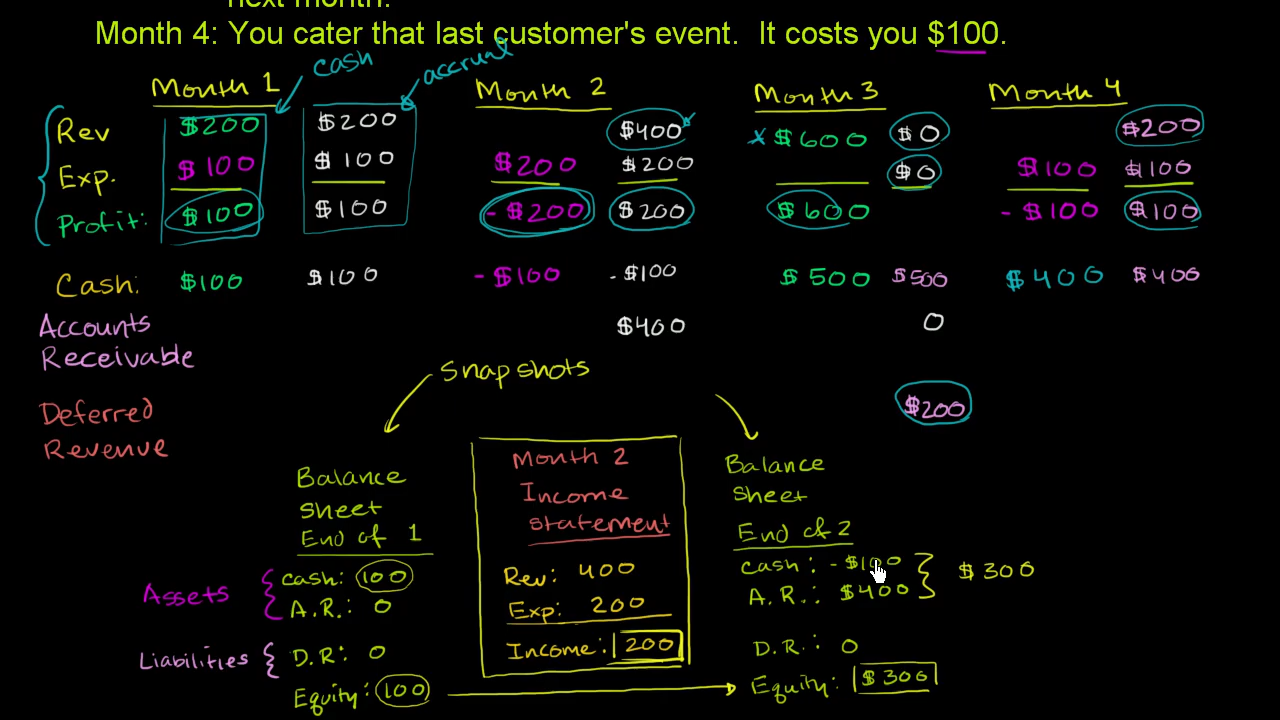 next month.
Month 4: You cater that last customer's event. It costs you $100.
cash accrual
Month 1 Month 2 Month 3 Month 4
Rev $200 $200 $400 * $600 $0 $200
Exp. $100 $100 $200 $200 $0 $100 $100
Profit: $100 $100 - $200 $200 $600 - $100 $100
Cash: $100 $100 - $100 - $100 $500 $500 $400 $400
Accounts $400 0
Receivable
Snapshots
Deferred $200
Revenue
Balance
Sheet
End of 1
Assets
cash: 100
A.R.: 0
Liabilities
D.R: 0
Equity: 100
Month 2
Income
statement
Rev: 400
Exp: 200
Income: 200
Balance
Sheet
End of 2
cash: - $100
A.R.: $400
$300
D.R.: 0
Equity: $300